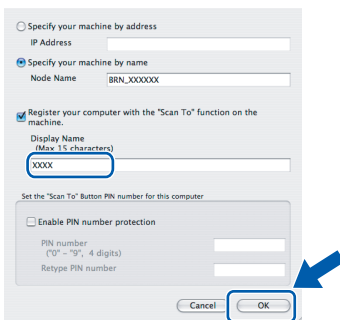 Specify your machine by address
IP Address
Specify your machine by name
Node Name BRN_XXXXXX
Register your computer with the "Scan To" function on the
machine.
Display Name
(Max 15 characters)
XXXX
Set the "Scan To" Button PIN number for this computer
Enable PIN number protection
PIN number
("0" – "9", 4 digits)
Retype PIN number
Cancel OK